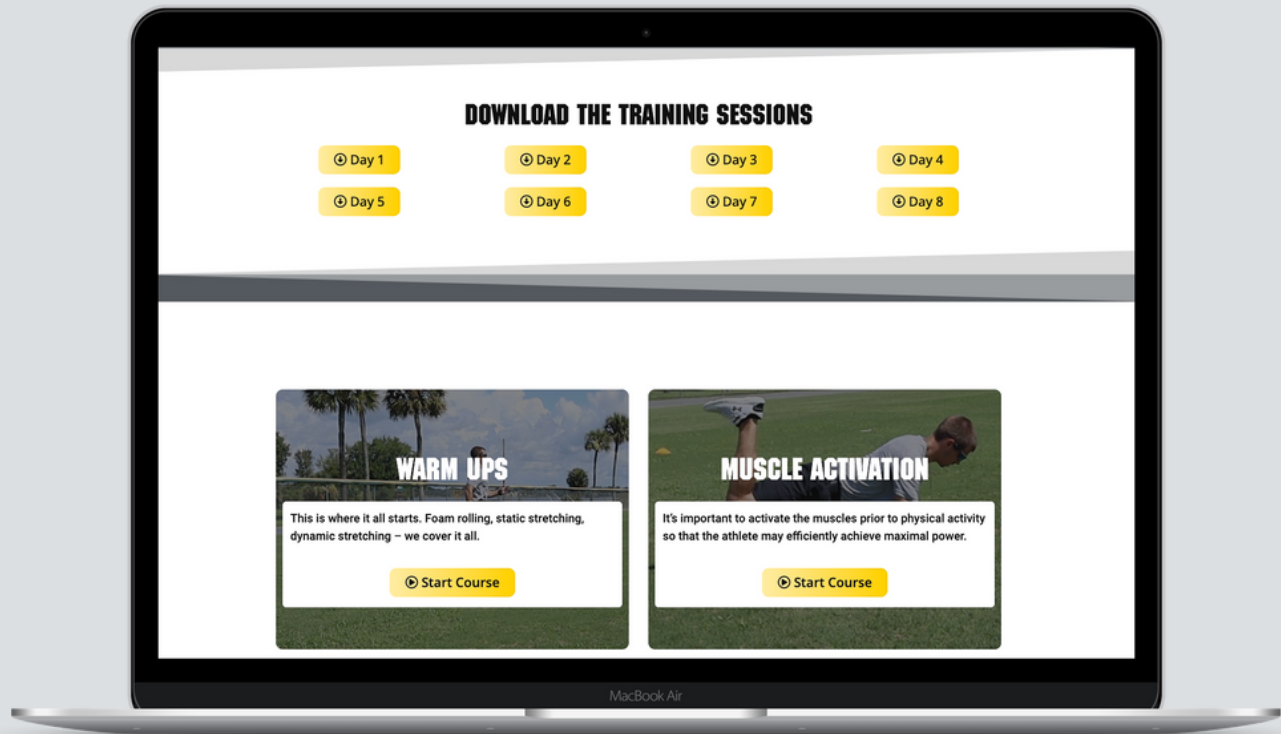 DOWNLOAD THE TRAINING SESSIONS
Day 1
Day 2
Day 3
Day 4
Day 5
Day 6
Day 7
Day 8
WARM UPS
This is where it all starts. Foam rolling, static stretching,
dynamic stretching – we cover it all.
Start Course
MUSCLE ACTIVATION
It's important to activate the muscles prior to physical activity
so that the athlete may efficiently achieve maximal power.
Start Course
MacBook Air